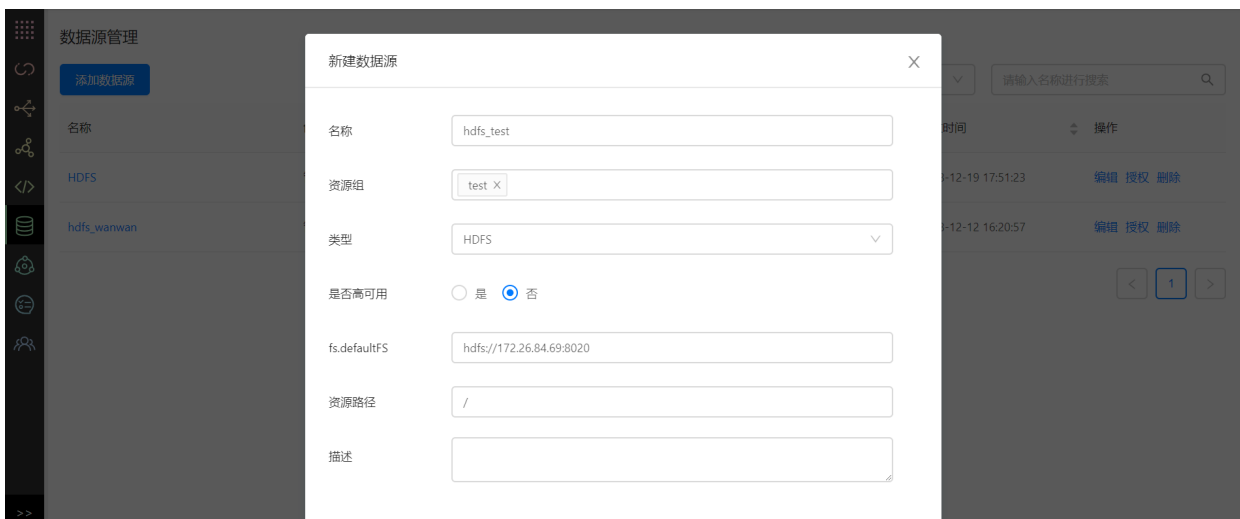 数据源管理
添加数据源
请输入名称进行搜索
名称
时间
操作
HDFS
-12-19 17:51:23
编辑 授权 删除
hdfs_wanwan
-12-12 16:20:57
编辑 授权 删除
< 1 >
>>
新建数据源
名称
hdfs_test
资源组
test ×
类型
HDFS
是否高可用
是 否
fs.defaultFS
hdfs://172.26.84.69:8020
资源路径
/
描述